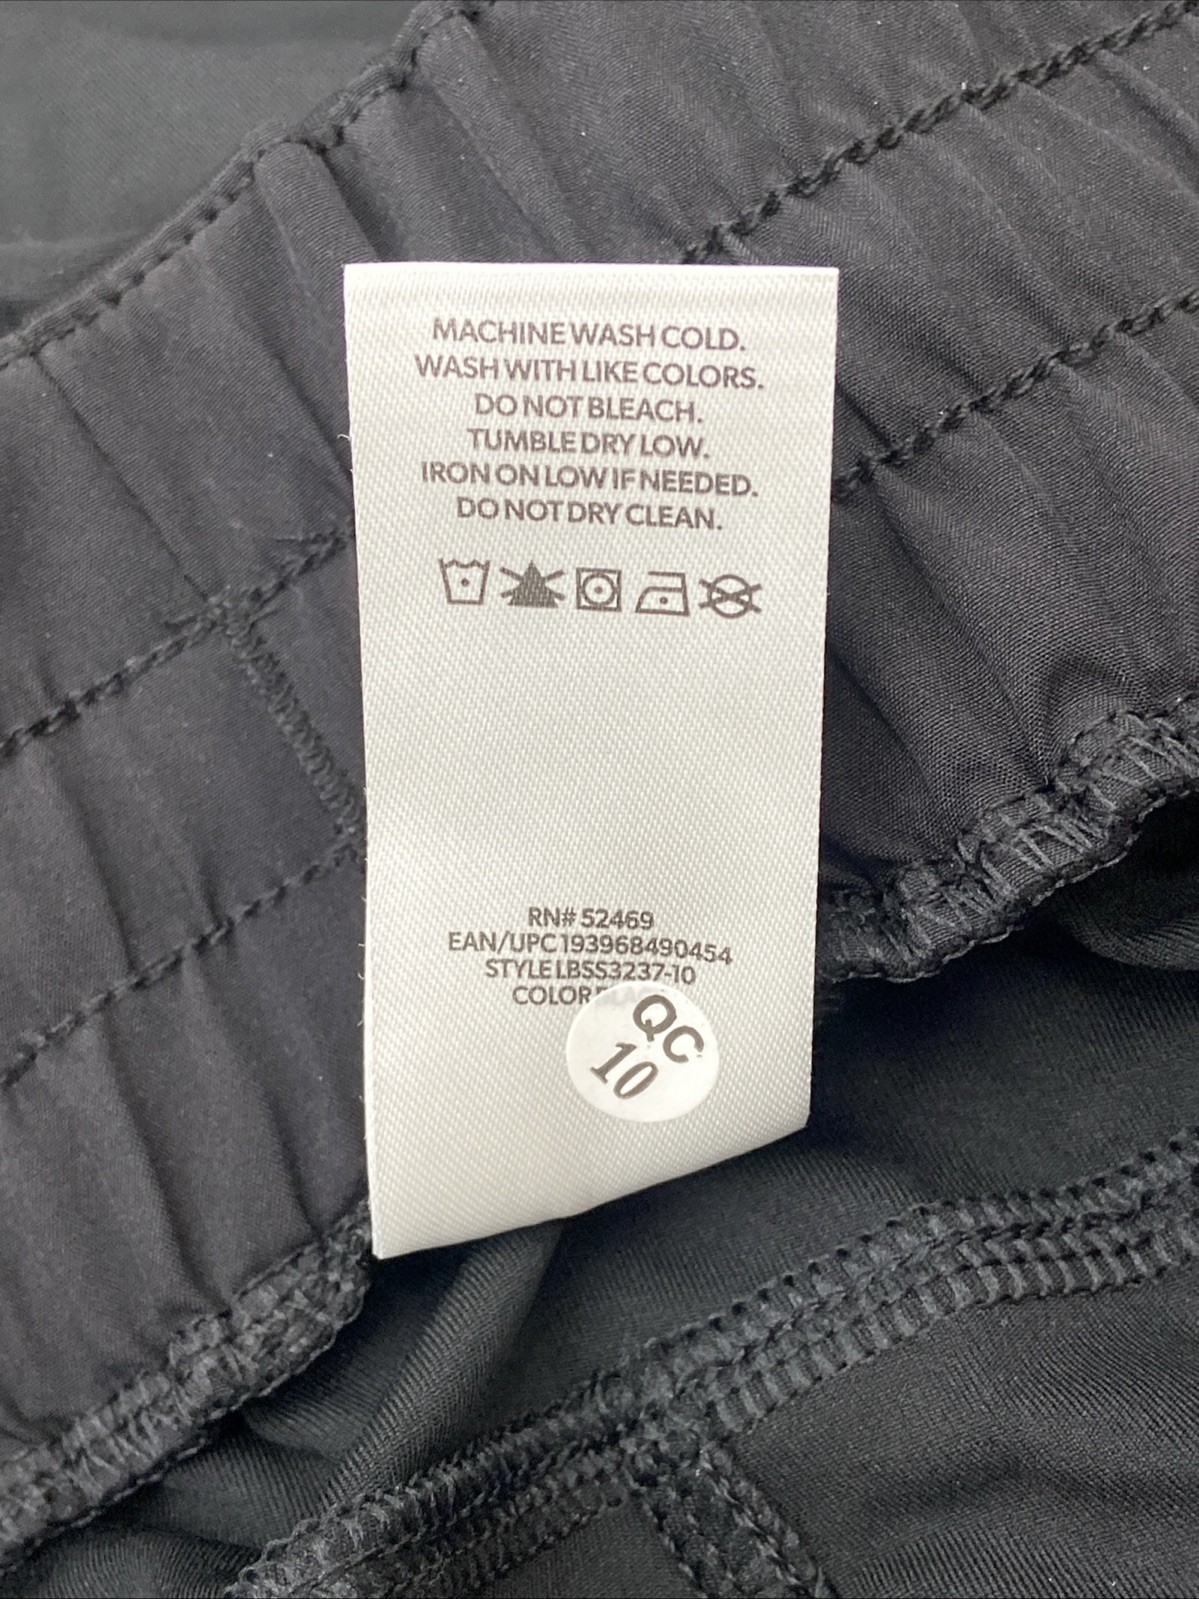 MACHINE WASH COLD.
WASH WITH LIKE COLORS.
DO NOT BLEACH.
TUMBLE DRY LOW.
IRON ON LOW IF NEEDED.
DO NOT DRY CLEAN.
RN# 52469
EAN/UPC 193968490454
STYLE LBSS3237-10
COLOR
QC
10